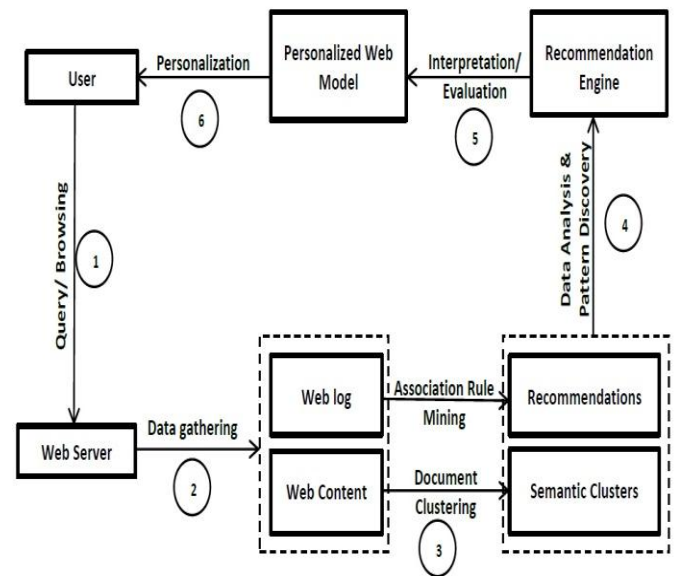 User
Personalization
6
Personalized Web
Model
Interpretation/
Evaluation
5
Recommendation
Engine
Query/ Browsing
1
Data Analysis &
Pattern Discovery
4
Web Server
Data gathering
2
Web log
Association Rule
Mining
Recommendations
Web Content
Document
Clustering
3
Semantic Clusters